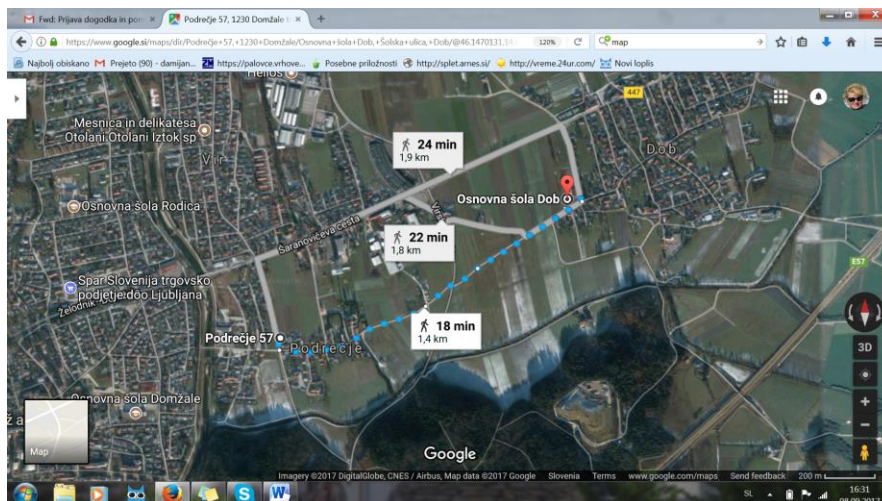 Fwd: Prijava dogodka in pon
Podrečje 57, 1230 Domžale t
https://www.google.si/maps/dir/Podrečje+57,+1230+Domžale/Osnovna+šola+Dob,+Šolska+ulica,+Dob/@46.1470131,14
120%
map
Najbolj obiskano
Prejeto (90) - damijan...
https://palovce.vrhove...
Posebne priložnosti
http://splet.arnes.si/
http://vreme.24ur.com/
Novi loplis
Helios
447
Mesnica in delikatesa
Otolani Otolani Iztok sp
Vir
24 min
1,9 km
Dob
Osnovna šola Dob
Osnovna šola Rodica
Šaranovičeva cesta
22 min
1,8 km
E57
Spar Slovenija trgovsko
podjetje doo Ljubljana
18 min
1,4 km
Podrečje 57
Podrečje
3D
Osnovna šola Domžale
Map
Google
Imagery ©2017 DigitalGlobe, CNES / Airbus, Map data ©2017 Google
Slovenia
Terms
www.google.com/maps
Send feedback
200 m
SL
16:31
08.09.2017